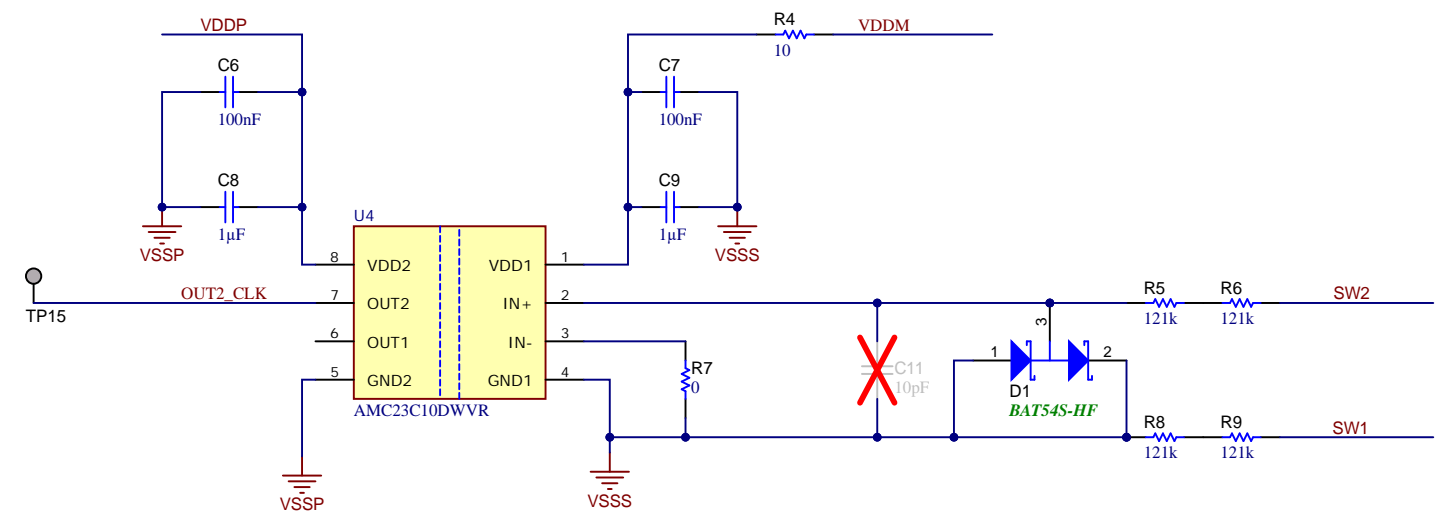 VDDP
R4
VDDM
10
C6
C7
100nF
100nF
C8
C9
1µF
1µF
VSSP
VSSS
U4
8
VDD2
VDD1
1
OUT2_CLK
7
OUT2
IN+
2
R5
R6
SW2
121k
121k
TP15
6
OUT1
IN-
3
3
R7
0
C11
10pF
1
2
D1
BAT54S-HF
5
GND2
GND1
4
AMC23C10DWVR
R8
R9
SW1
121k
121k
VSSP
VSSS